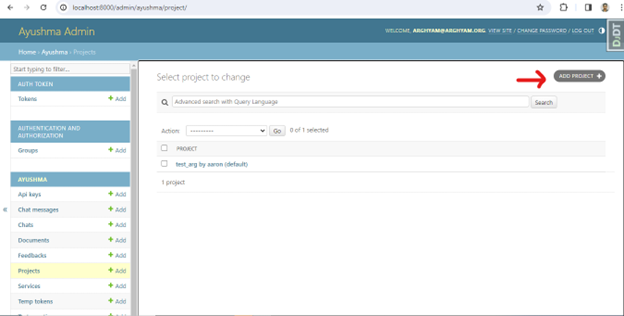 localhost:8000/admin/ayushma/project/
Ayushma Admin
WELCOME, ARGHYAM@ARGHYAM.ORG. VIEW SITE / CHANGE PASSWORD / LOG OUT
DJDT
Home › Ayushma › Projects
Start typing to filter...
AUTH TOKEN
Tokens + Add
AUTHENTICATION AND
AUTHORIZATION
Groups + Add
AYUSHMA
Api keys + Add
Chat messages + Add
Chats + Add
Documents + Add
Feedbacks + Add
Projects + Add
Services + Add
Temp tokens + Add
«
Select project to change
ADD PROJECT +
Advanced search with Query Language
Search
Action: --------- Go 0 of 1 selected
PROJECT
test_arg by aaron (default)
1 project